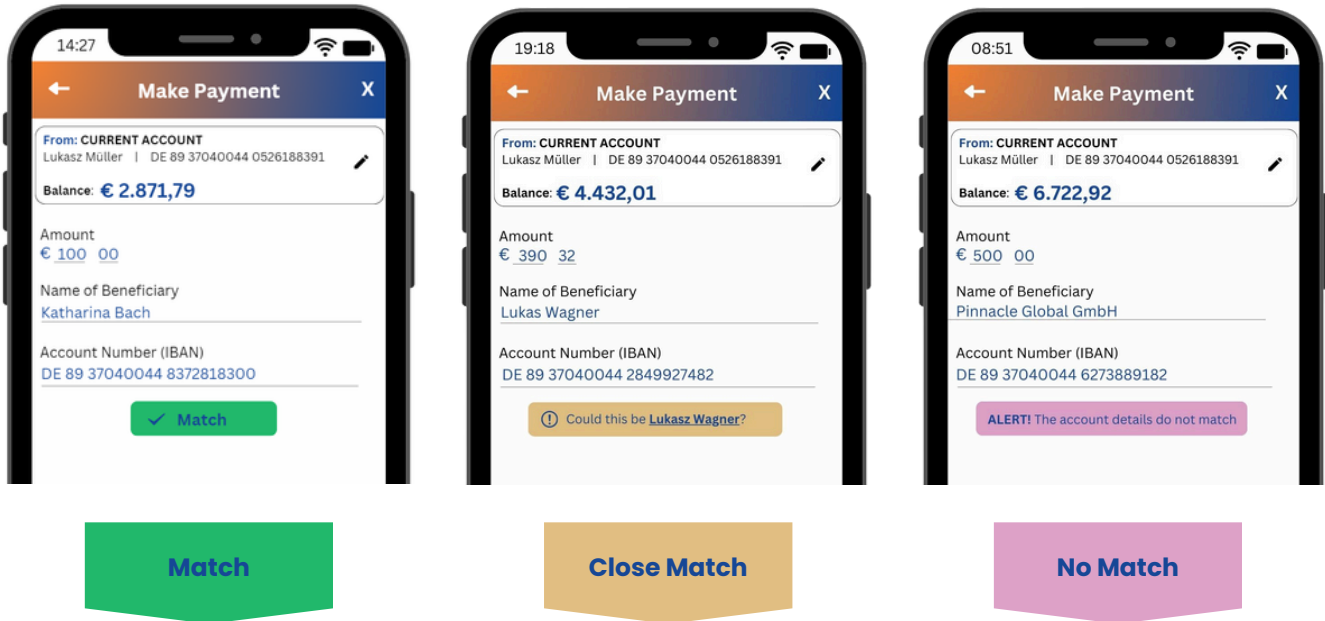 14:27
Make Payment X
From: CURRENT ACCOUNT
Lukasz Müller | DE 89 37040044 0526188391
Balance: € 2.871,79
Amount
€ 100 00
Name of Beneficiary
Katharina Bach
Account Number (IBAN)
DE 89 37040044 8372818300
Match
Match
19:18
Make Payment X
From: CURRENT ACCOUNT
Lukasz Müller | DE 89 37040044 0526188391
Balance: € 4.432,01
Amount
€ 390 32
Name of Beneficiary
Lukas Wagner
Account Number (IBAN)
DE 89 37040044 2849927482
Could this be Lukasz Wagner?
Close Match
08:51
Make Payment X
From: CURRENT ACCOUNT
Lukasz Müller | DE 89 37040044 0526188391
Balance: € 6.722,92
Amount
€ 500 00
Name of Beneficiary
Pinnacle Global GmbH
Account Number (IBAN)
DE 89 37040044 6273889182
ALERT! The account details do not match
No Match